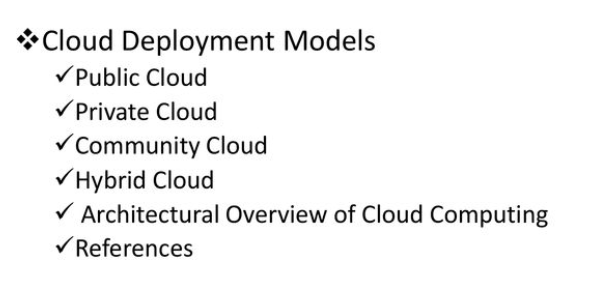 ❖Cloud Deployment Models
✓Public Cloud
✓Private Cloud
✓Community Cloud
✓Hybrid Cloud
✓ Architectural Overview of Cloud Computing
✓References